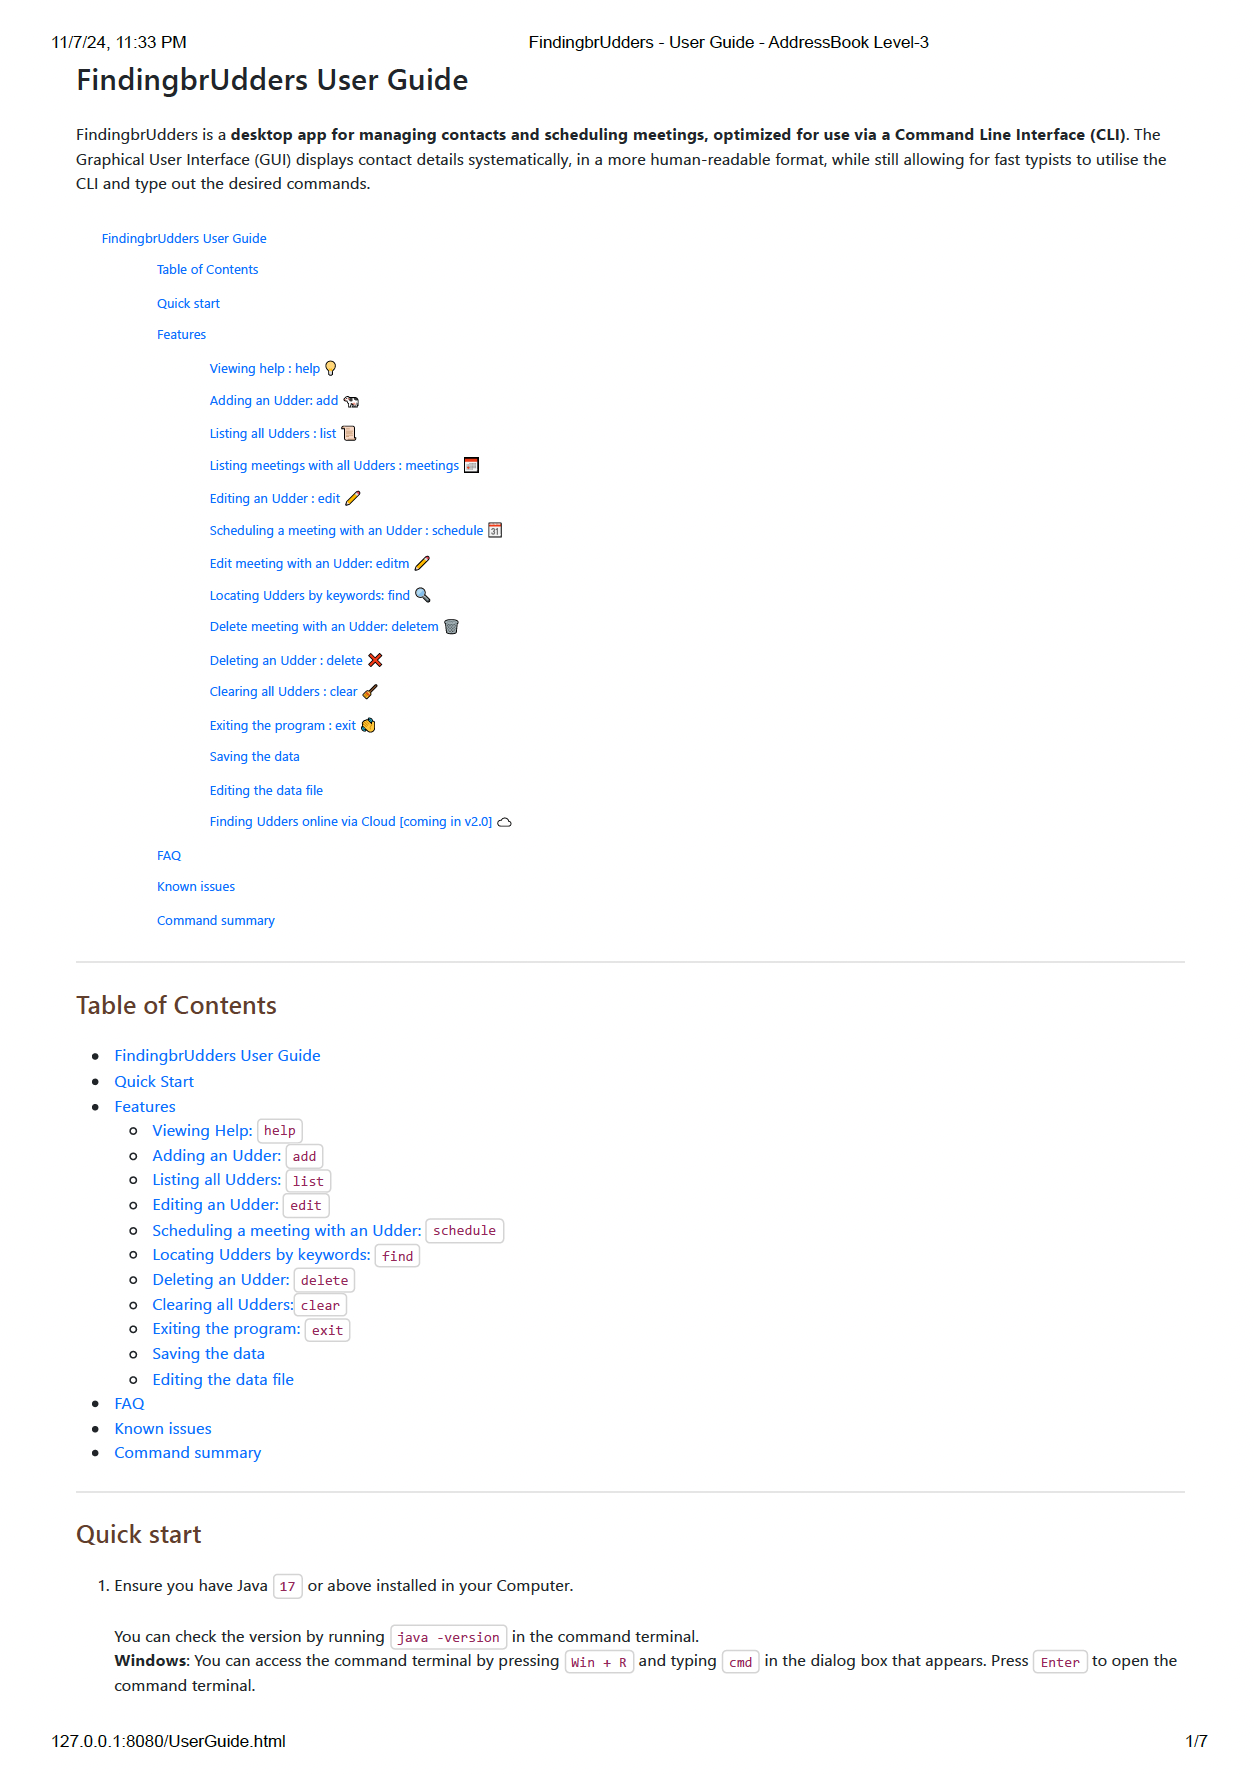 11/7/24, 11:33 PM
FindingbrUdders - User Guide - AddressBook Level-3
FindingbrUdders User Guide
FindingbrUdders is a desktop app for managing contacts and scheduling meetings, optimized for use via a Command Line Interface (CLI). The
Graphical User Interface (GUI) displays contact details systematically, in a more human-readable format, while still allowing for fast typists to utilise the
CLI and type out the desired commands.
FindingbrUdders User Guide
Table of Contents
Quick start
Features
Viewing help : help
Adding an Udder: add
Listing all Udders : list
Listing meetings with all Udders : meetings
Editing an Udder : edit
Scheduling a meeting with an Udder : schedule
Edit meeting with an Udder: editm
Locating Udders by keywords: find
Delete meeting with an Udder: deletem
Deleting an Udder : delete
Clearing all Udders : clear
Exiting the program : exit
Saving the data
Editing the data file
Finding Udders online via Cloud [coming in v2.0]
FAQ
Known issues
Command summary
Table of Contents
FindingbrUdders User Guide
Quick Start
Features
Viewing Help: help
Adding an Udder: add
Listing all Udders: list
Editing an Udder: edit
Scheduling a meeting with an Udder: schedule
Locating Udders by keywords: find
Deleting an Udder: delete
Clearing all Udders: clear
Exiting the program: exit
Saving the data
Editing the data file
FAQ
Known issues
Command summary
Quick start
1. Ensure you have Java 17 or above installed in your Computer.
You can check the version by running java -version in the command terminal.
Windows: You can access the command terminal by pressing Win + R and typing cmd in the dialog box that appears. Press Enter to open the
command terminal.
127.0.0.1:8080/UserGuide.html
1/7